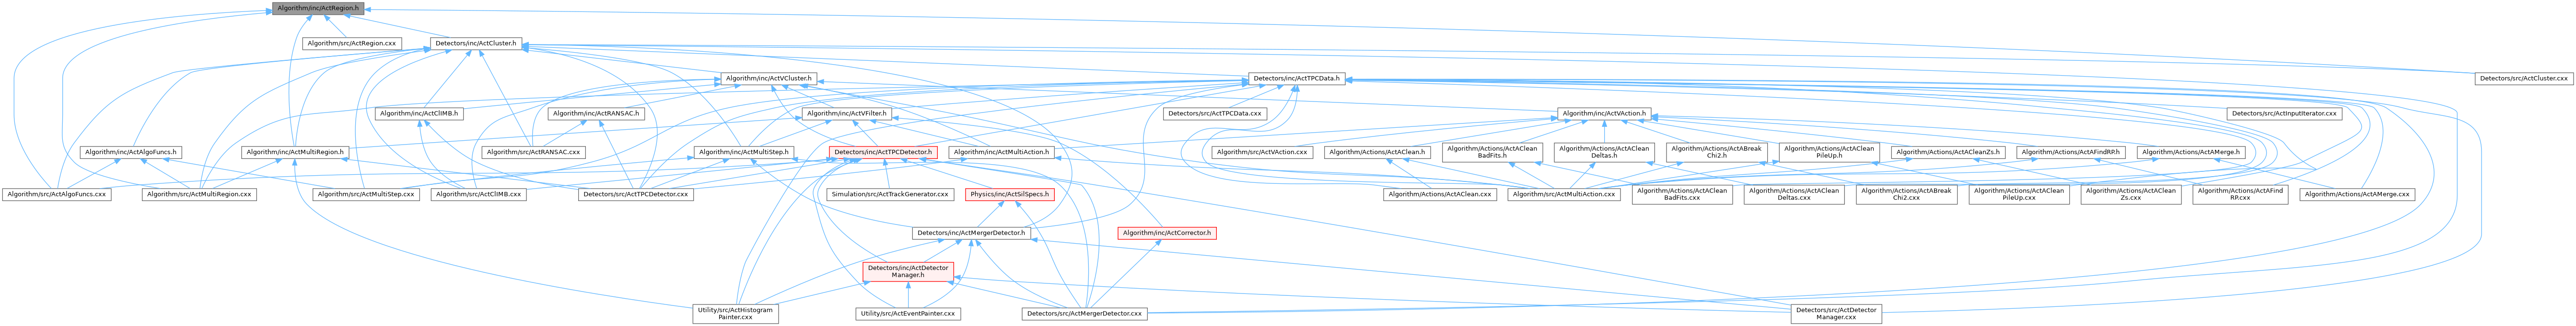 Algorithm/inc/ActRegion.h
Algorithm/src/ActRegion.cxx
Detectors/inc/ActCluster.h
Algorithm/inc/ActVCluster.h
Detectors/inc/ActTPCData.h
Detectors/src/ActCluster.cxx
Algorithm/inc/ActCliMB.h
Algorithm/inc/ActRANSAC.h
Algorithm/inc/ActVFilter.h
Detectors/src/ActTPCData.cxx
Algorithm/inc/ActVAction.h
Detectors/src/ActInputIterator.cxx
Algorithm/inc/ActAlgoFuncs.h
Algorithm/inc/ActMultiRegion.h
Algorithm/src/ActRANSAC.cxx
Algorithm/inc/ActMultiStep.h
Detectors/inc/ActTPCDetector.h
Algorithm/inc/ActMultiAction.h
Algorithm/src/ActVAction.cxx
Algorithm/Actions/ActAClean.h
Algorithm/Actions/ActAClean
BadFits.h
Algorithm/Actions/ActAClean
Deltas.h
Algorithm/Actions/ActABreak
Chi2.h
Algorithm/Actions/ActAClean
PileUp.h
Algorithm/Actions/ActACleanZs.h
Algorithm/Actions/ActAFindRP.h
Algorithm/Actions/ActAMerge.h
Algorithm/src/ActAlgoFuncs.cxx
Algorithm/src/ActMultiRegion.cxx
Algorithm/src/ActMultiStep.cxx
Algorithm/src/ActCliMB.cxx
Detectors/src/ActTPCDetector.cxx
Simulation/src/ActTrackGenerator.cxx
Physics/inc/ActSilSpecs.h
Algorithm/Actions/ActAClean.cxx
Algorithm/src/ActMultiAction.cxx
Algorithm/Actions/ActAClean
BadFits.cxx
Algorithm/Actions/ActAClean
Deltas.cxx
Algorithm/Actions/ActABreak
Chi2.cxx
Algorithm/Actions/ActAClean
PileUp.cxx
Algorithm/Actions/ActAClean
Zs.cxx
Algorithm/Actions/ActAFind
RP.cxx
Algorithm/Actions/ActAMerge.cxx
Detectors/inc/ActMergerDetector.h
Algorithm/inc/ActCorrector.h
Detectors/inc/ActDetector
Manager.h
Utility/src/ActHistogram
Painter.cxx
Utility/src/ActEventPainter.cxx
Detectors/src/ActMergerDetector.cxx
Detectors/src/ActDetector
Manager.cxx